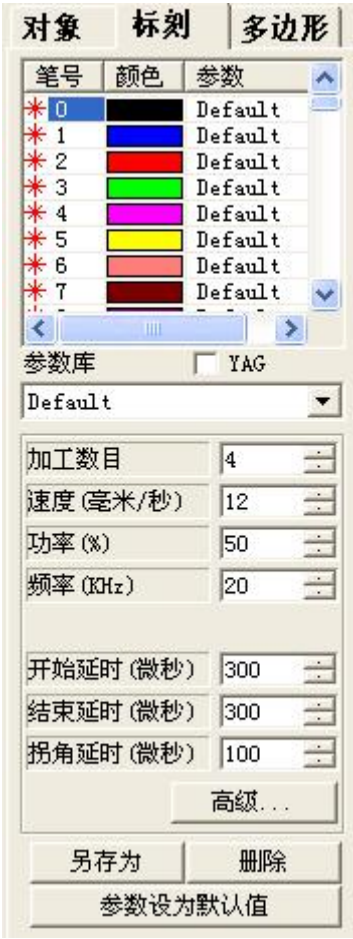 对象 标刻 多边形
笔号 颜色 参数
0 Default
1 Default
2 Default
3 Default
4 Default
5 Default
6 Default
7 Default
参数库 YAG
Default
加工数目 4
速度(毫米/秒) 12
功率(%) 50
频率(KHz) 20
开始延时(微秒) 300
结束延时(微秒) 300
拐角延时(微秒) 100
高级...
另存为 删除
参数设为默认值